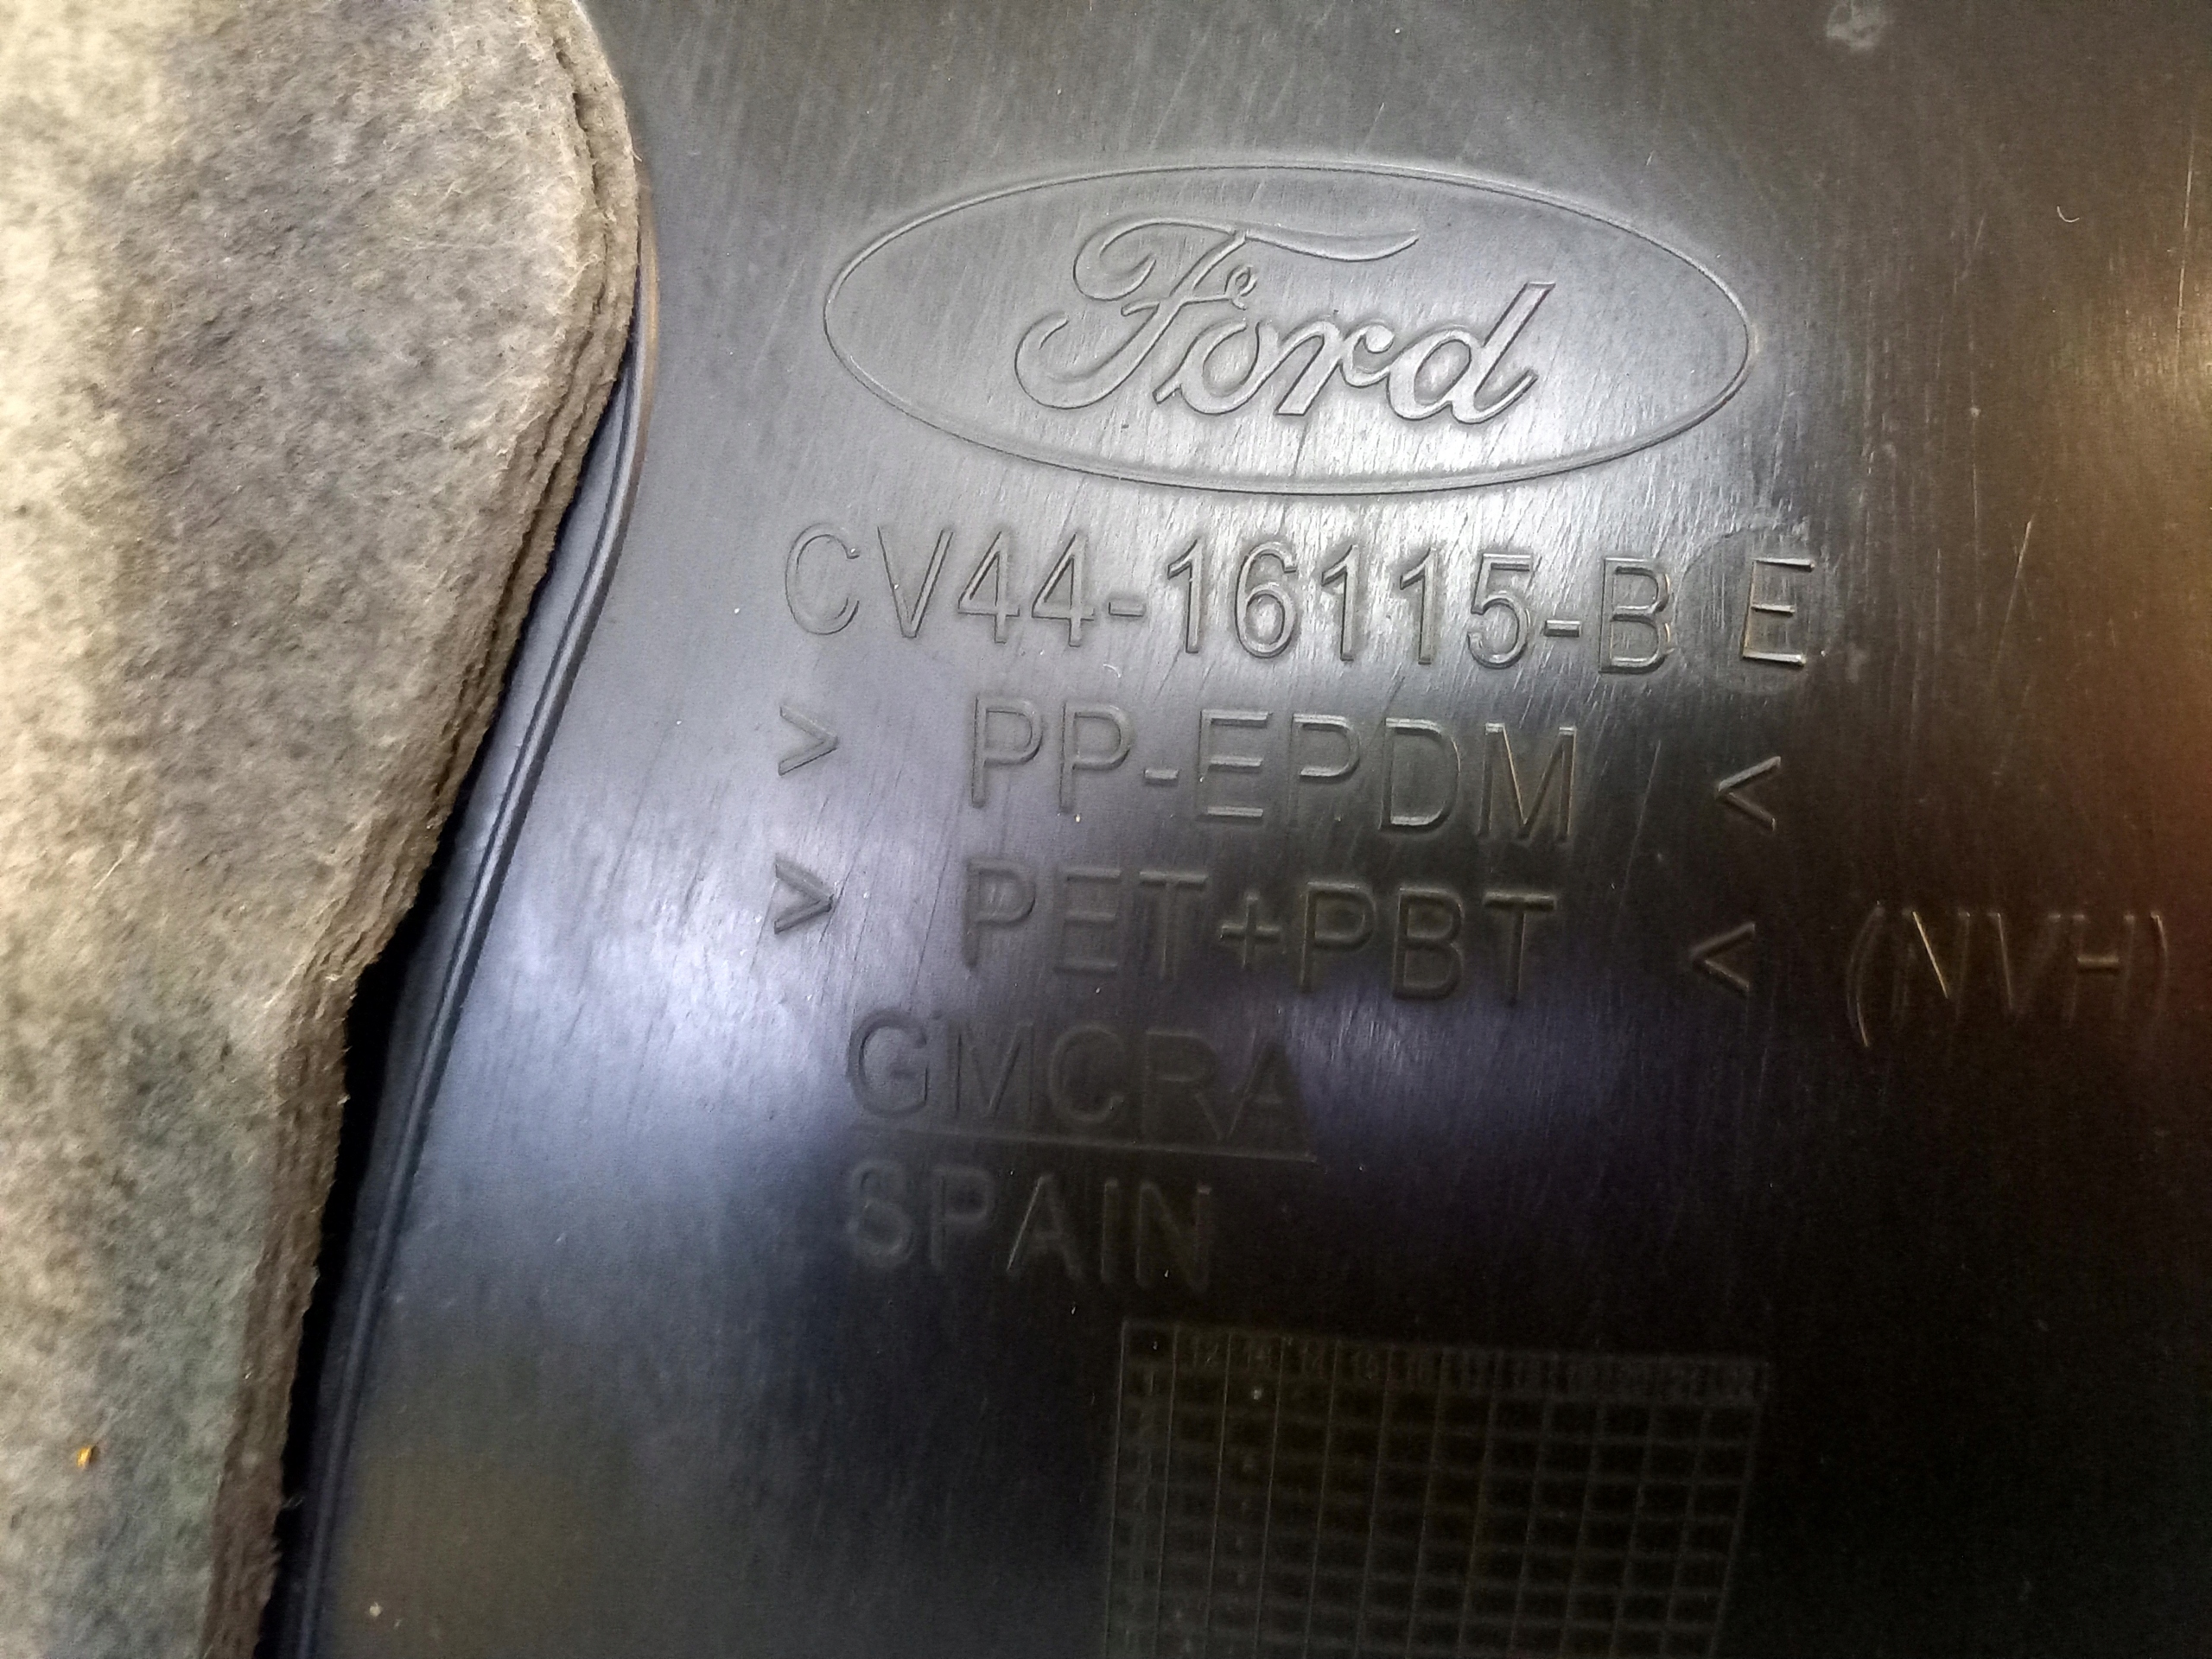 Ford
CV44-16115-B E
> PP-EPDM <
> PET+PBT < (NVH)
GMCRA
SPAIN